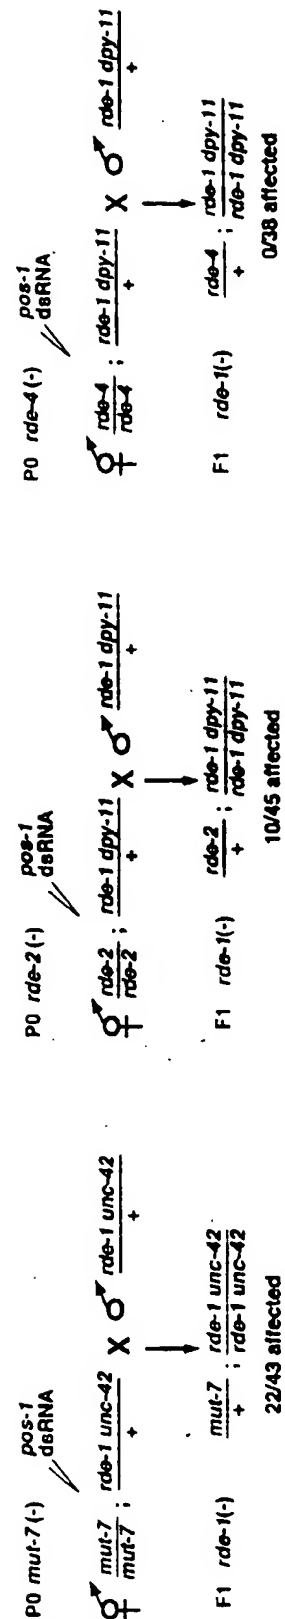 P0 mut-7 (-)
pos-1
dsRNA
mut-7
mut-7
;
rde-1 unc-42
+
X
rde-1 unc-42
+
F1 rde-1(-)
mut-7
+
;
rde-1 unc-42
rde-1 unc-42
22/43 affected
P0 rde-2 (-)
pos-1
dsRNA
rde-2
rde-2
;
rde-1 dpy-11
+
X
rde-1 dpy-11
+
F1 rde-1(-)
rde-2
+
;
rde-1 dpy-11
rde-1 dpy-11
10/45 affected
P0 rde-4 (-)
pos-1
dsRNA
rde-4
rde-4
;
rde-1 dpy-11
+
X
rde-1 dpy-11
+
F1 rde-1(-)
rde-4
+
;
rde-1 dpy-11
rde-1 dpy-11
0/38 affected